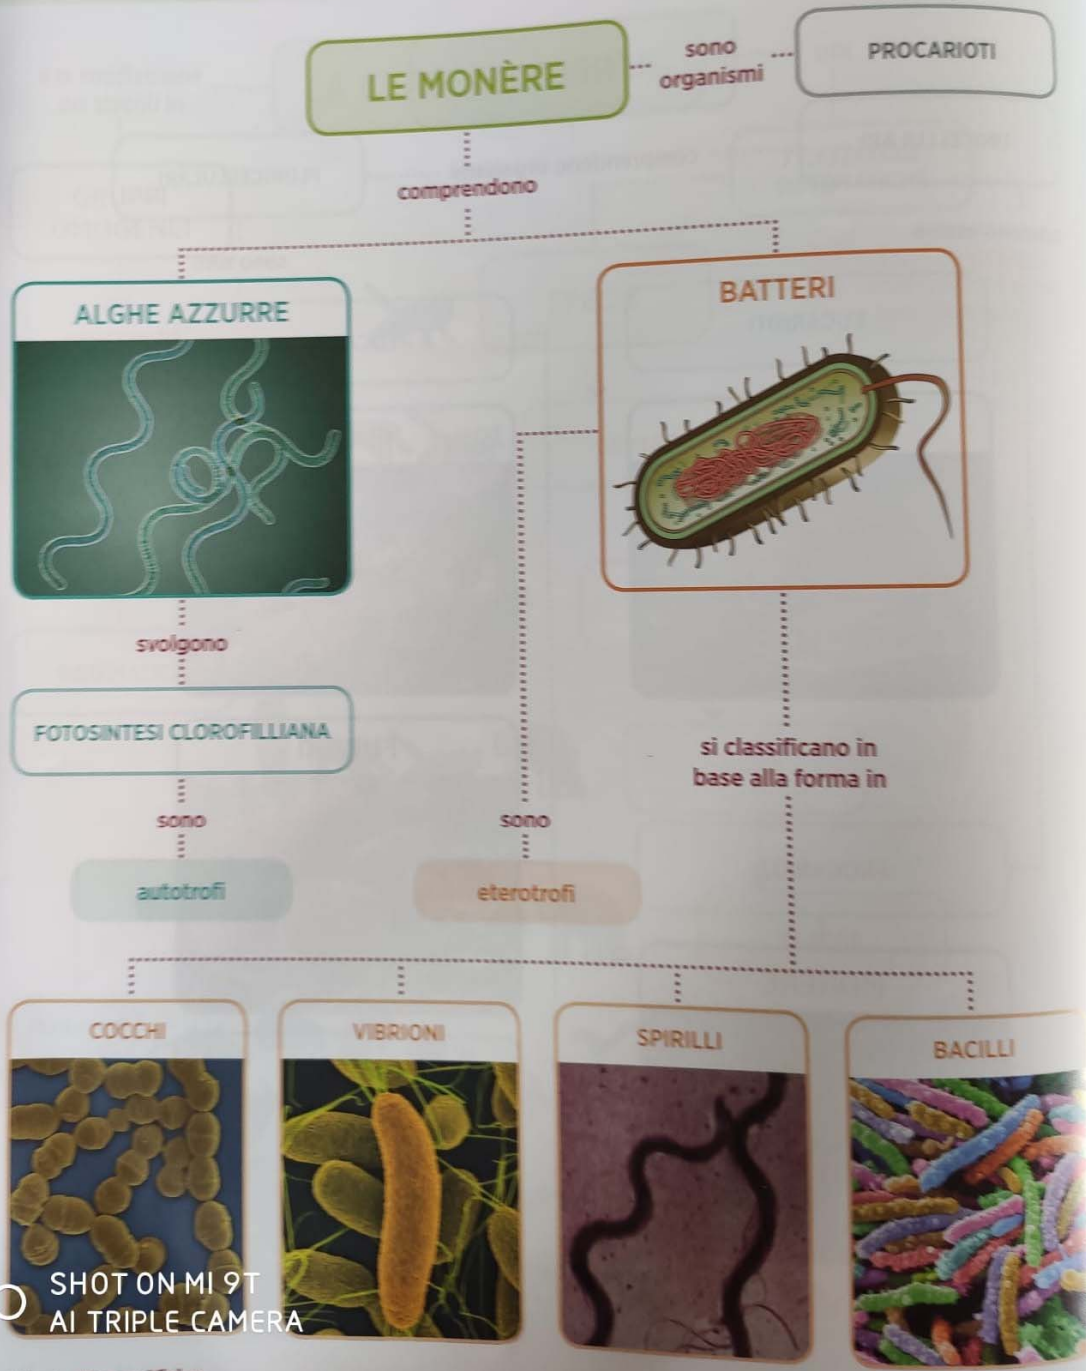 LE MONÈRE
sono
organismi
PROCARIOTI
comprendono
ALGHE AZZURRE
BATTERI
svolgono
FOTOSINTESI CLOROFILLIANA
si classificano in
base alla forma in
sono
sono
autotrofi
eterotrofi
COCCHI
VIBRIONI
SPIRILLI
BACILLI
SHOT ON MI 9T
AI TRIPLE CAMERA